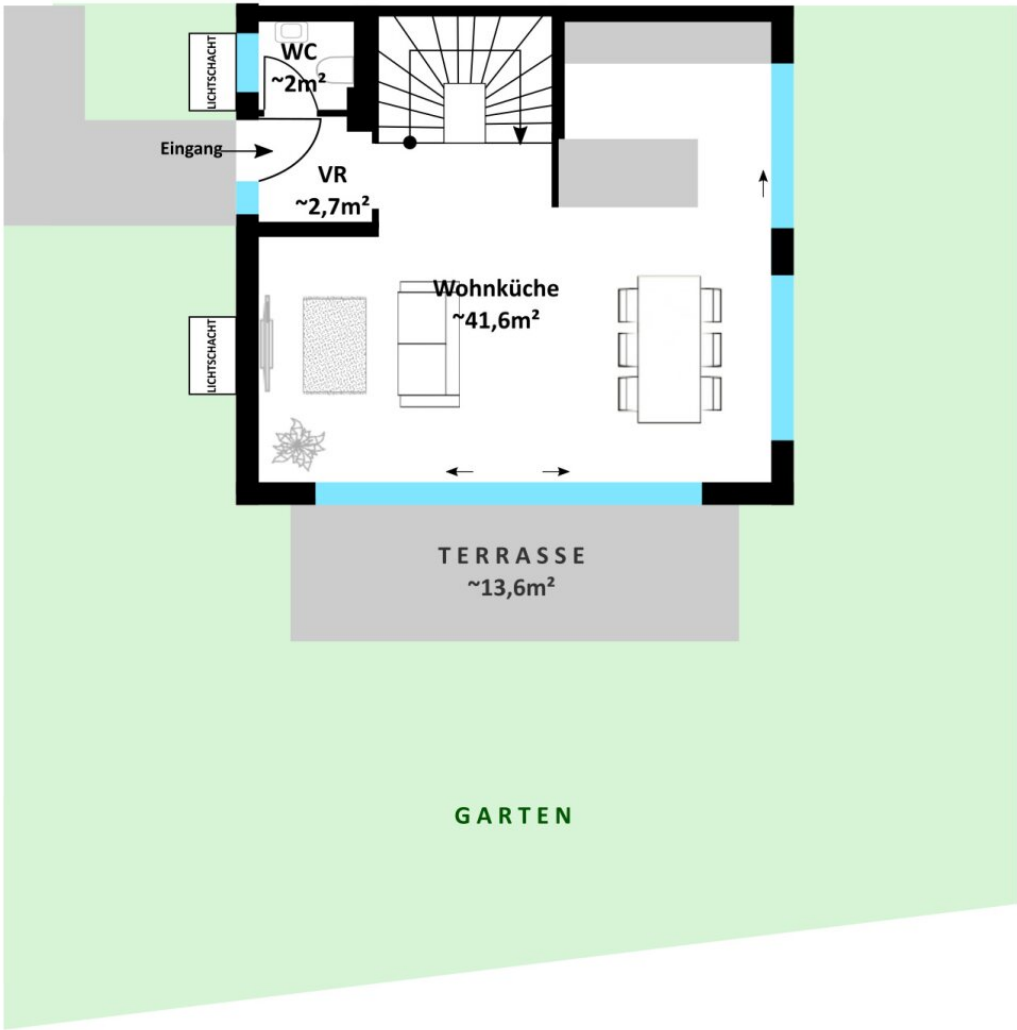 LICHTSCHACHT
WC
~2m²
Eingang
VR
~2,7m²
Wohnküche
~41,6m²
LICHTSCHACHT
TERRASSE
~13,6m²
GARTEN